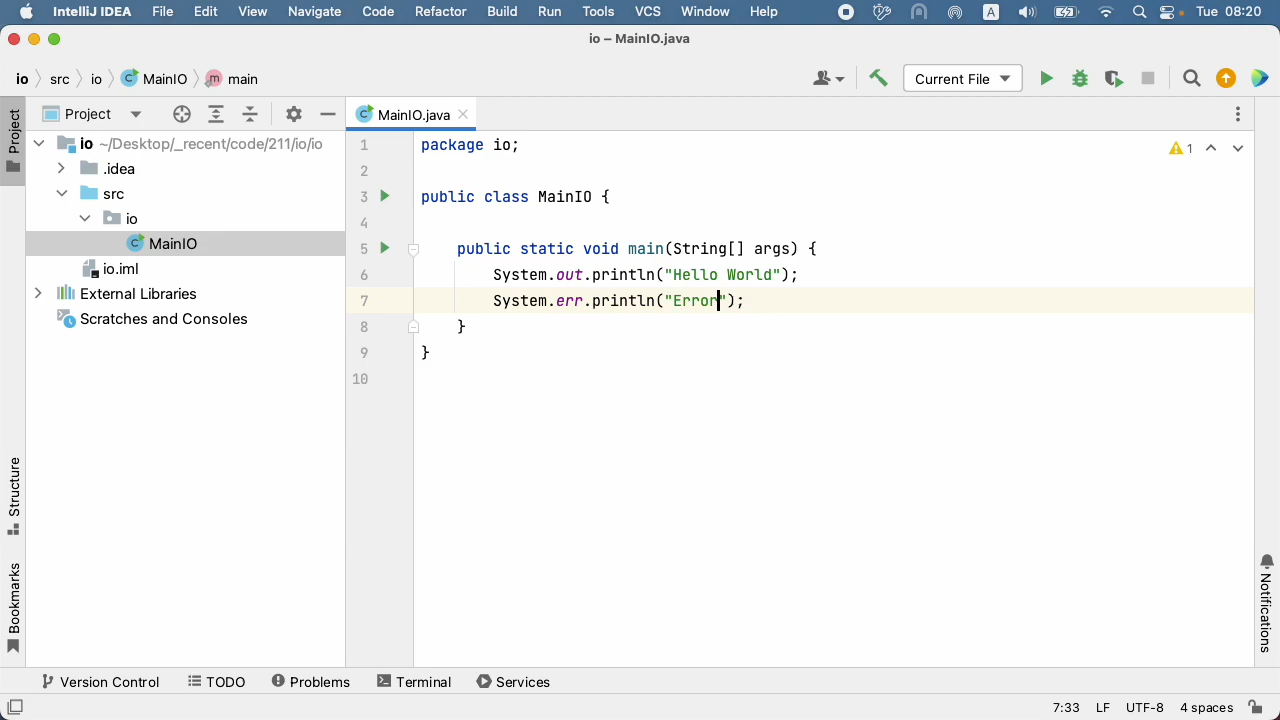 IntelliJ IDEA File Edit View Navigate Code Refactor Build Run Tools VCS Window Help A Tue 08:20
io – MainIO.java
io src io MainIO main Current File
Project Project MainIO.java
io ~/Desktop/_recent/code/211/io/io
.idea
src
io
MainIO
io.iml
External Libraries
Scratches and Consoles
1 package io;
2
3 public class MainIO {
4
5 public static void main(String[] args) {
6 System.out.println("Hello World");
7 System.err.println("Error");
8 }
9 }
10
1
Structure
Bookmarks
Notifications
Version Control TODO Problems Terminal Services
7:33 LF UTF-8 4 spaces